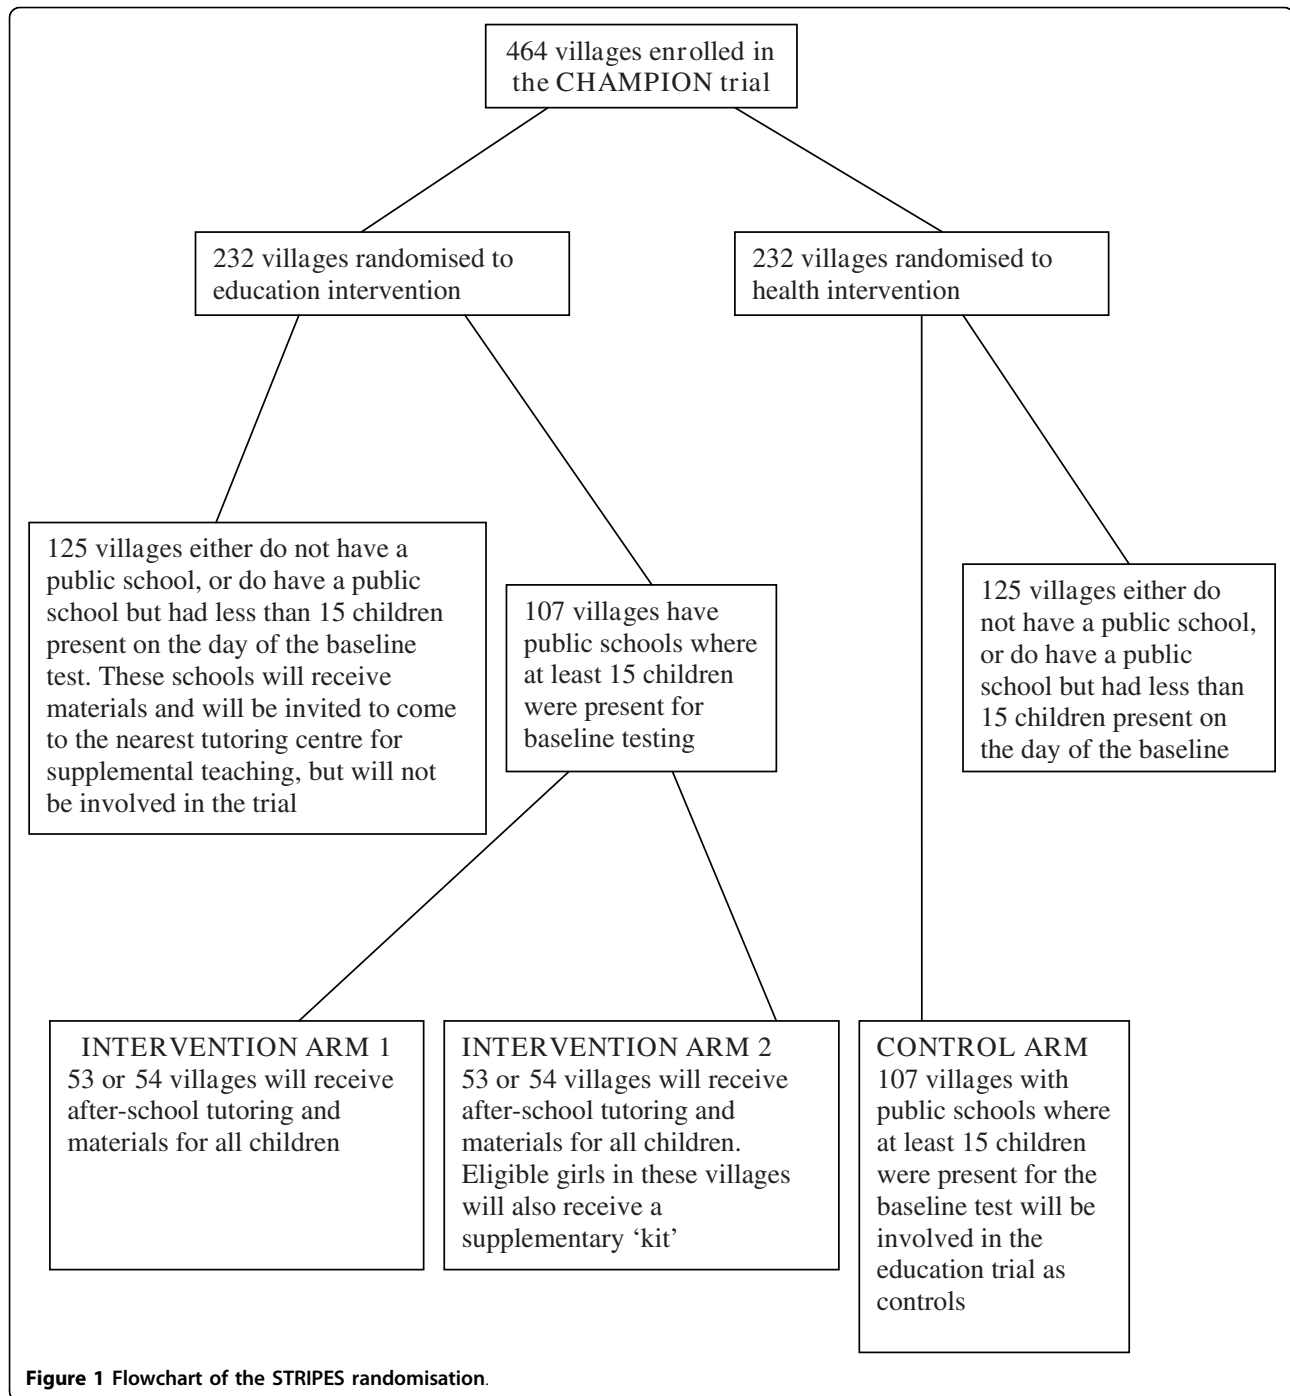 464 villages enrolled in
the CHAMPION trial
232 villages randomised to
education intervention
232 villages randomised to
health intervention
125 villages either do not have a
public school, or do have a public
school but had less than 15 children
present on the day of the baseline
test. These schools will receive
materials and will be invited to come
to the nearest tutoring centre for
supplemental teaching, but will not
be involved in the trial
107 villages have
public schools where
at least 15 children
were present for
baseline testing
125 villages either do
not have a public school,
or do have a public
school but had less than
15 children present on
the day of the baseline
INTERVENTION ARM 1
53 or 54 villages will receive
after-school tutoring and
materials for all children
INTERVENTION ARM 2
53 or 54 villages will receive
after-school tutoring and
materials for all children.
Eligible girls in these villages
will also receive a
supplementary ‘kit’
CONTROL ARM
107 villages with
public schools where
at least 15 children
were present for the
baseline test will be
involved in the
education trial as
controls
Figure 1 Flowchart of the STRIPES randomisation.